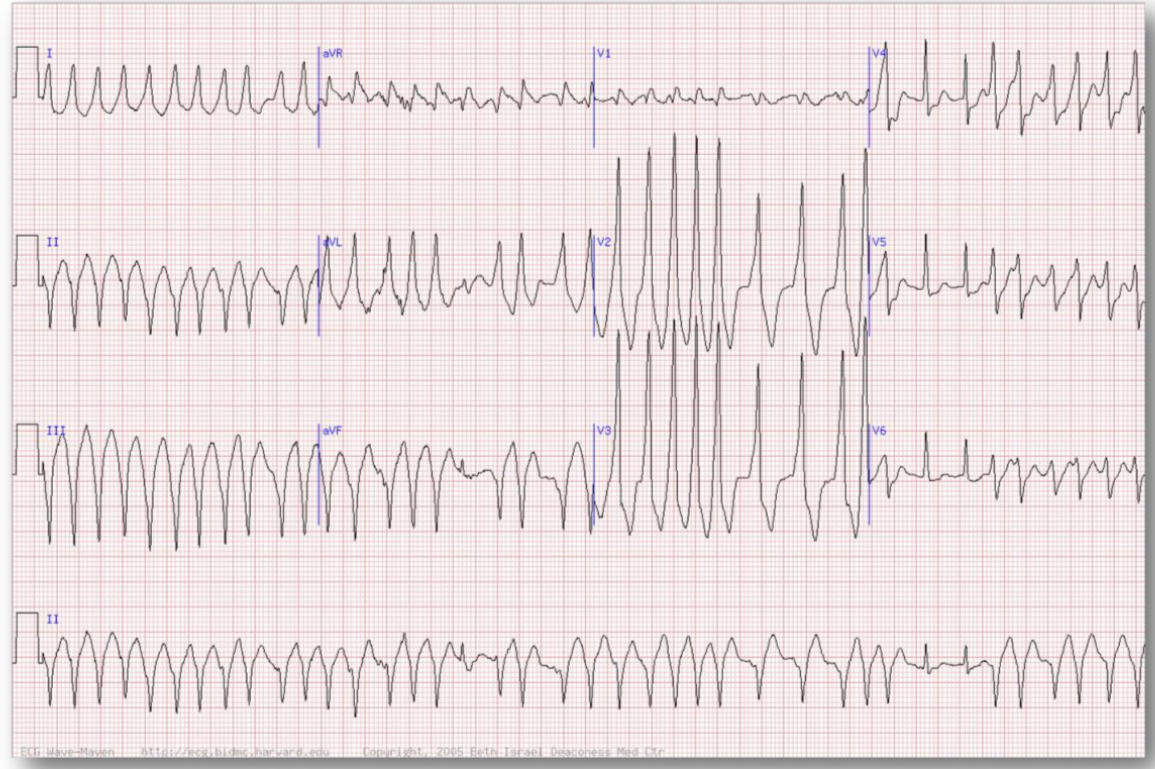 I aVR V1 V4
II aVL V2 V5
III aVF V3 V6
II
ECG Wave-Maven http://ecg.bidmc.harvard.edu Copyright, 2005 Beth Israel Deaconess Med Ctr